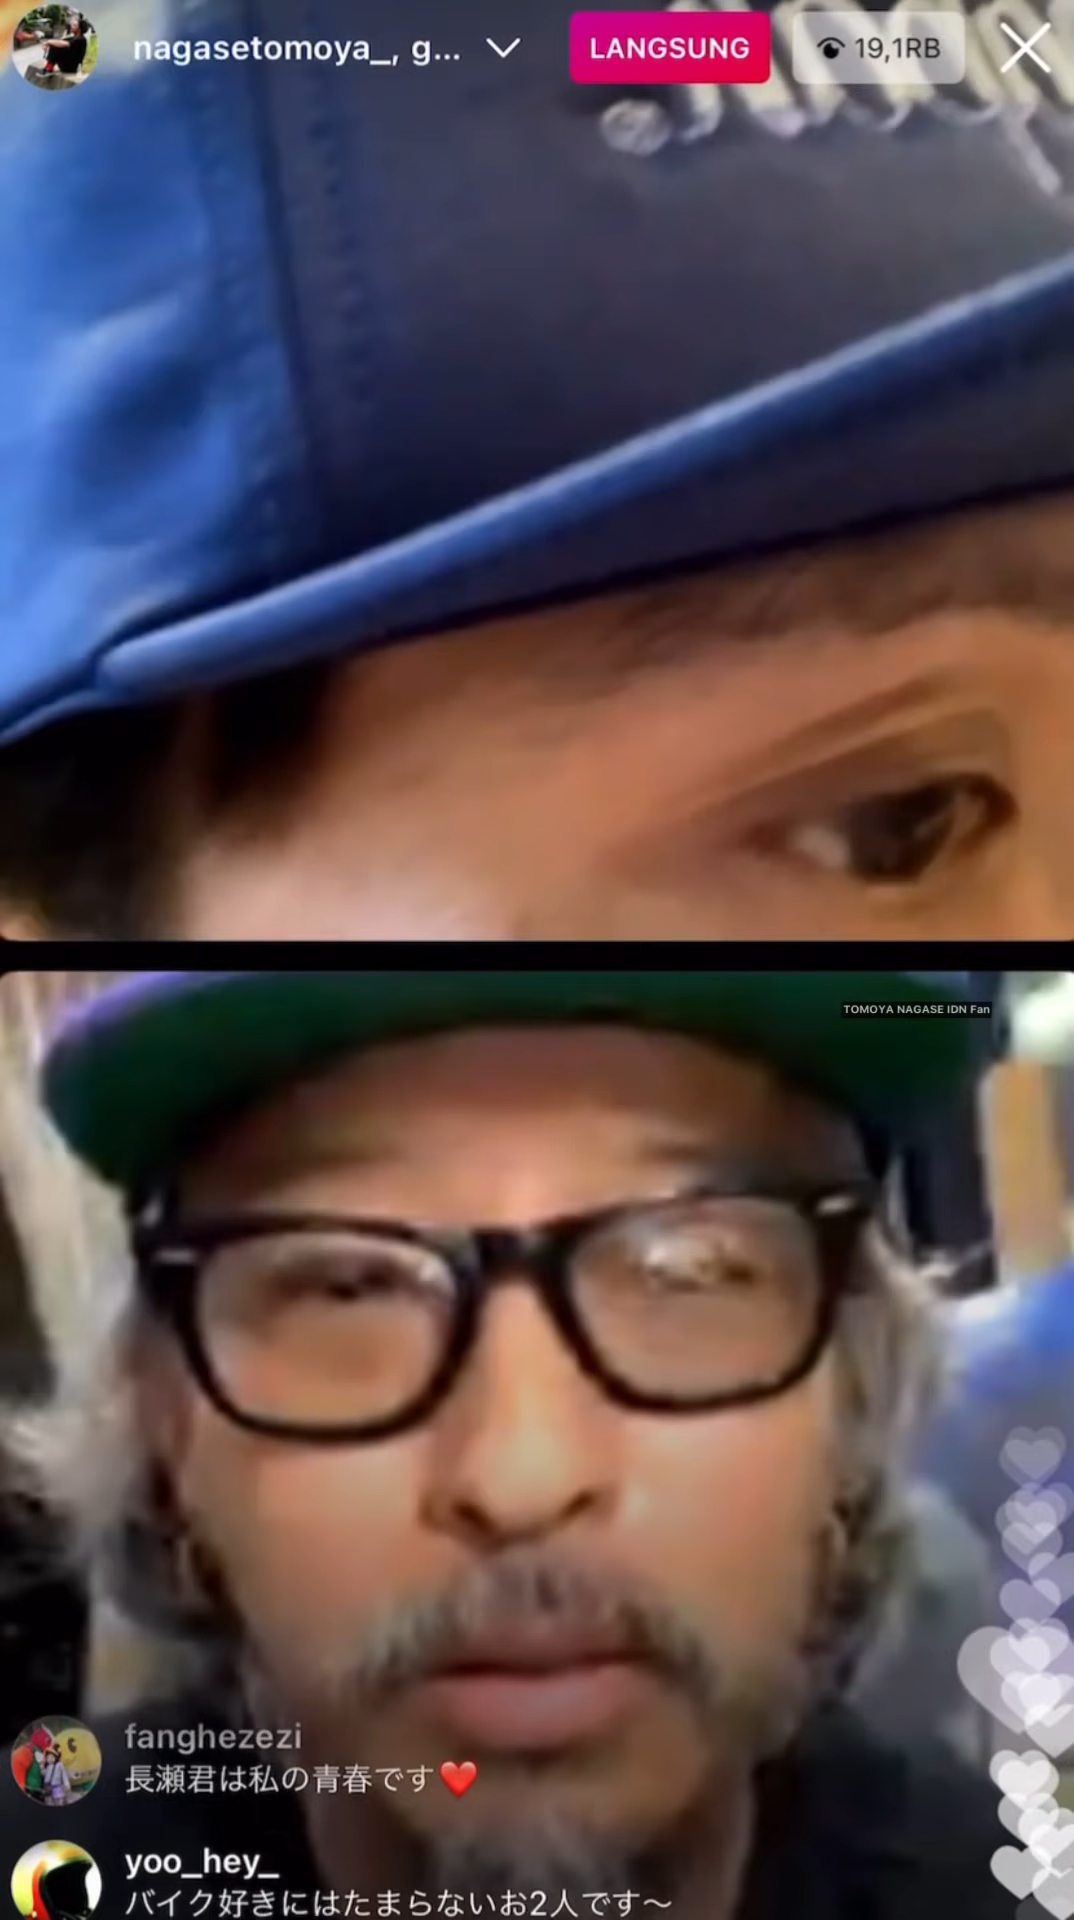 nagasetomoya_, g...
LANGSUNG
19,1RB
TOMOYA NAGASE IDN Fan
fanghezezi
長瀬君は私の青春です❤️
yoo_hey_
バイク好きにはたまらないお2人です〜